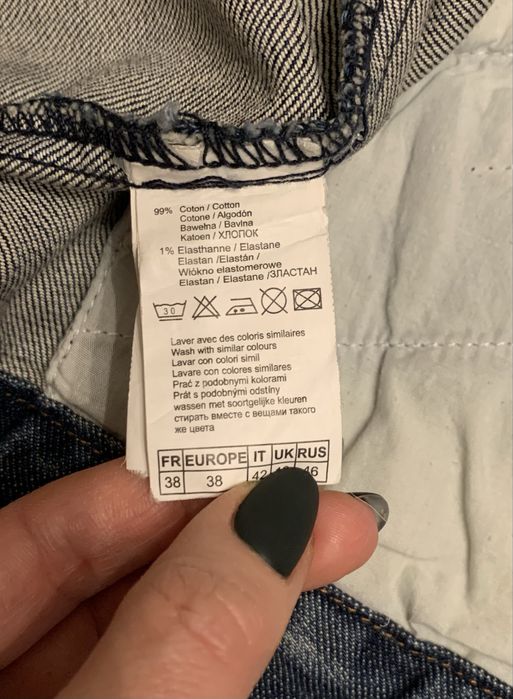 99% Coton / Cotton
Cotone / Algodón
Bawełna / Bavlna
Katoen / ХЛОПОК
1% Elasthanne / Elastane
Elastan /Elastán /
Włókno elastomerowe
Elastan / Elastane /ЗЛАСТАН
30
Laver avec des coloris similaires
Wash with similar colours
Lavar con colori simil
Lavare con colores similares
Prać z podobnymi kolorami
Prát s podobnými odstíny
wassen met soortgelijke kleuren
стирать вместе с вещами такого
же цвета
FR EUROPE IT UK RUS
38 38 42 46